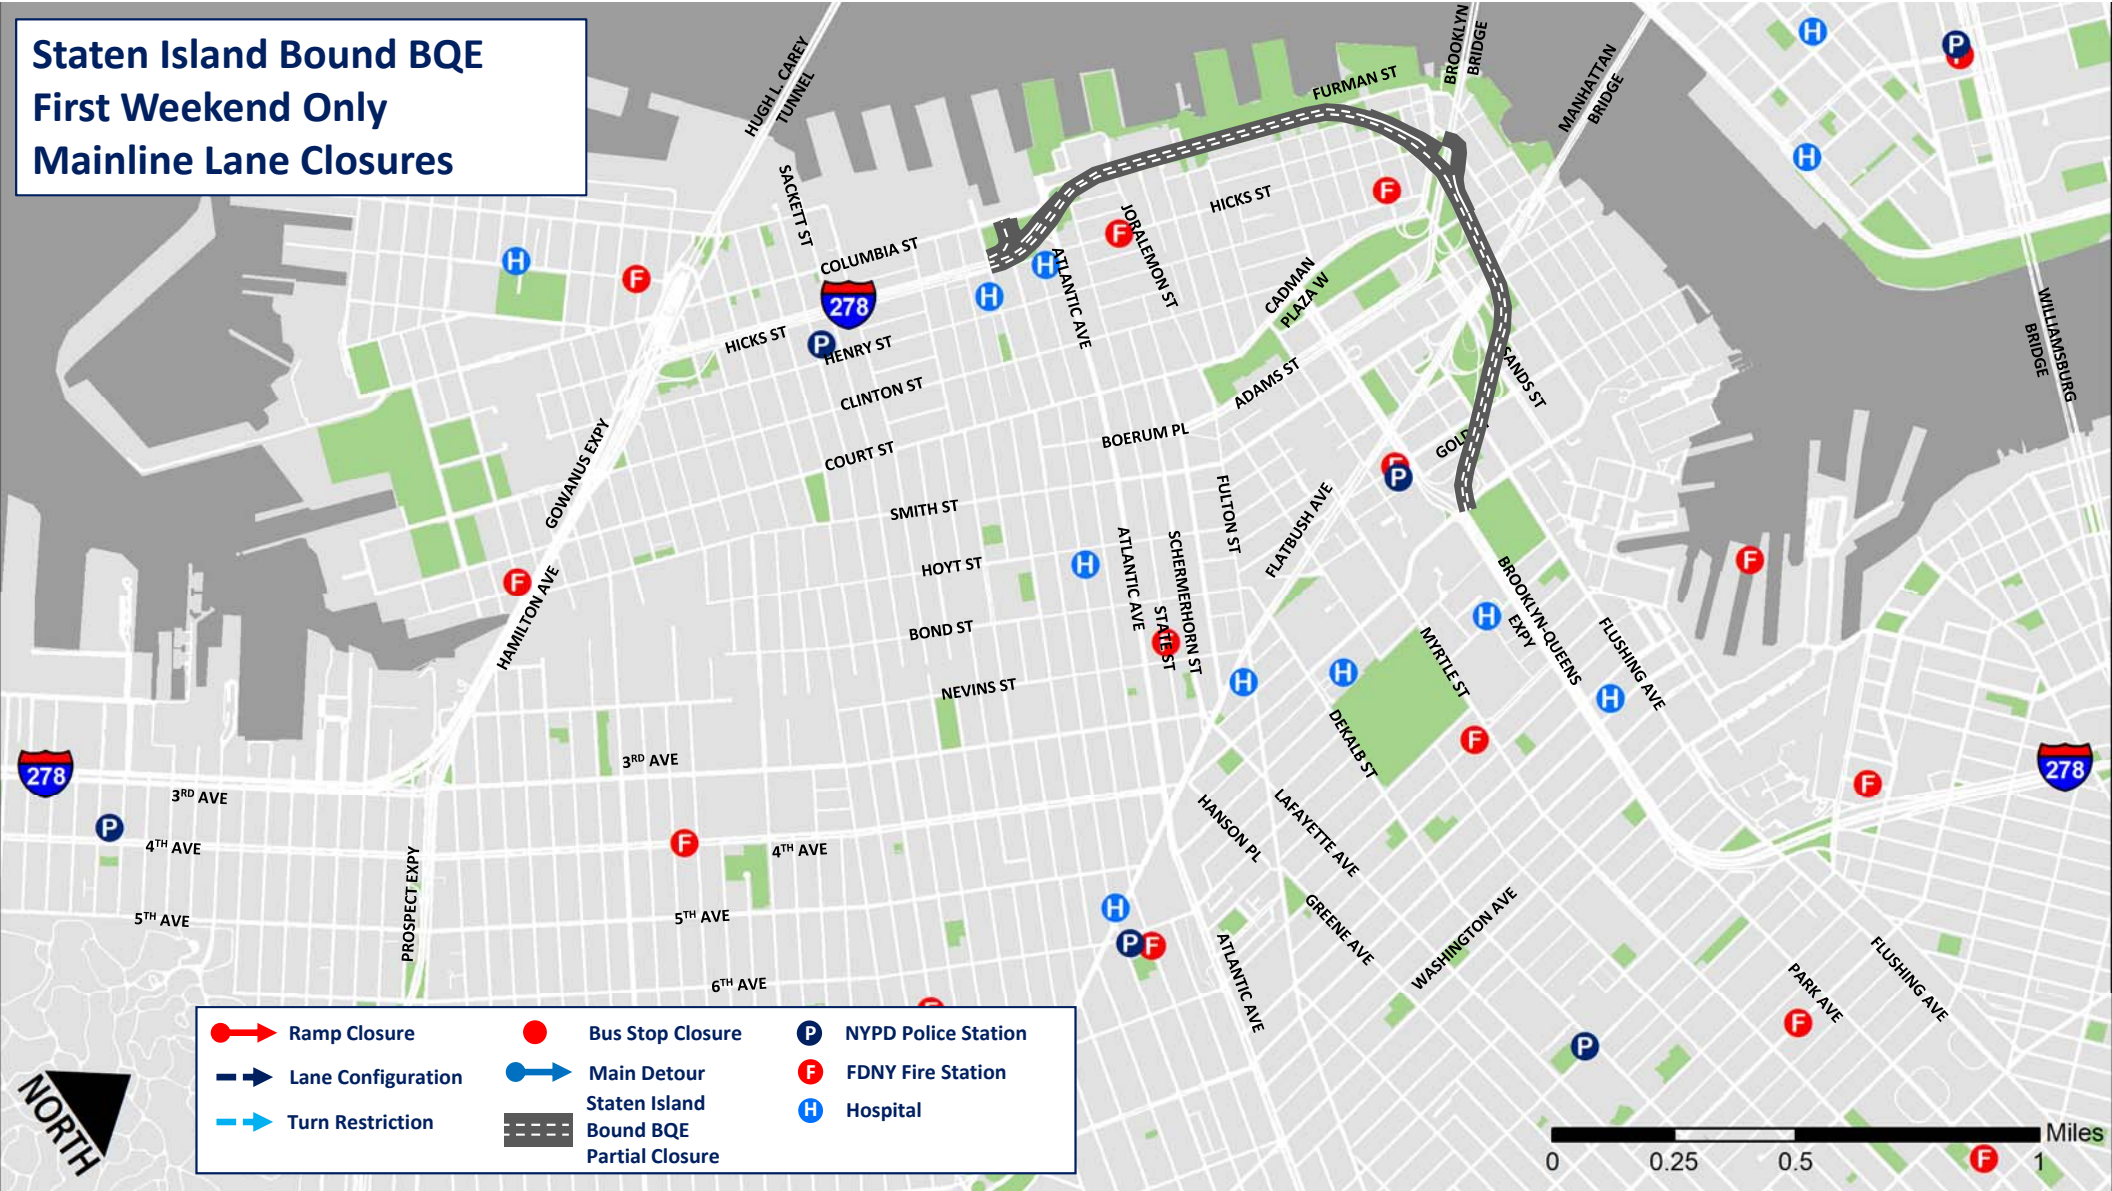 Staten Island Bound BQE
First Weekend Only
Mainline Lane Closures
HUGH L. CAREY
TUNNEL
BROOKLYN
BRIDGE
MANHATTAN
BRIDGE
WILLIAMSBURG
BRIDGE
FURMAN ST
SACKETT ST
COLUMBIA ST
HICKS ST
JORALEMON ST
ATLANTIC AVE
CADMAN
PLAZA W
278
HICKS ST
HENRY ST
CLINTON ST
COURT ST
ADAMS ST
BOERUM PL
SANDS ST
GOLD
GOWANUS EXPY
HAMILTON AVE
SMITH ST
HOYT ST
BOND ST
NEVINS ST
ATLANTIC AVE
STATE ST
SCHERMERHORN ST
FULTON ST
FLATBUSH AVE
BROOKLYN-QUEENS
EXPY
FLUSHING AVE
MYRTLE ST
DEKALB ST
278
278
3RD AVE
3RD AVE
4TH AVE
4TH AVE
5TH AVE
5TH AVE
6TH AVE
PROSPECT EXPY
HANSON PL
LAFAYETTE AVE
GREENE AVE
WASHINGTON AVE
ATLANTIC AVE
PARK AVE
FLUSHING AVE
H
H
H
H
H
H
H
H
H
H
H
F
F
F
F
F
F
F
F
F
F
F
F
F
P
P
P
P
P
P
NORTH
Ramp Closure
Lane Configuration
Turn Restriction
Bus Stop Closure
Main Detour
Staten Island
Bound BQE
Partial Closure
P NYPD Police Station
F FDNY Fire Station
H Hospital
Miles
0 0.25 0.5 1